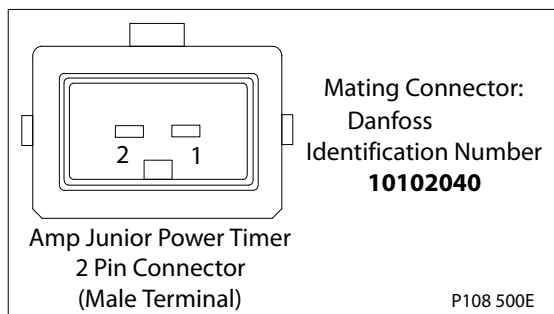 2 1
Amp Junior Power Timer
2 Pin Connector
(Male Terminal)
Mating Connector:
Danfoss
Identification Number
10102040
P108 500E